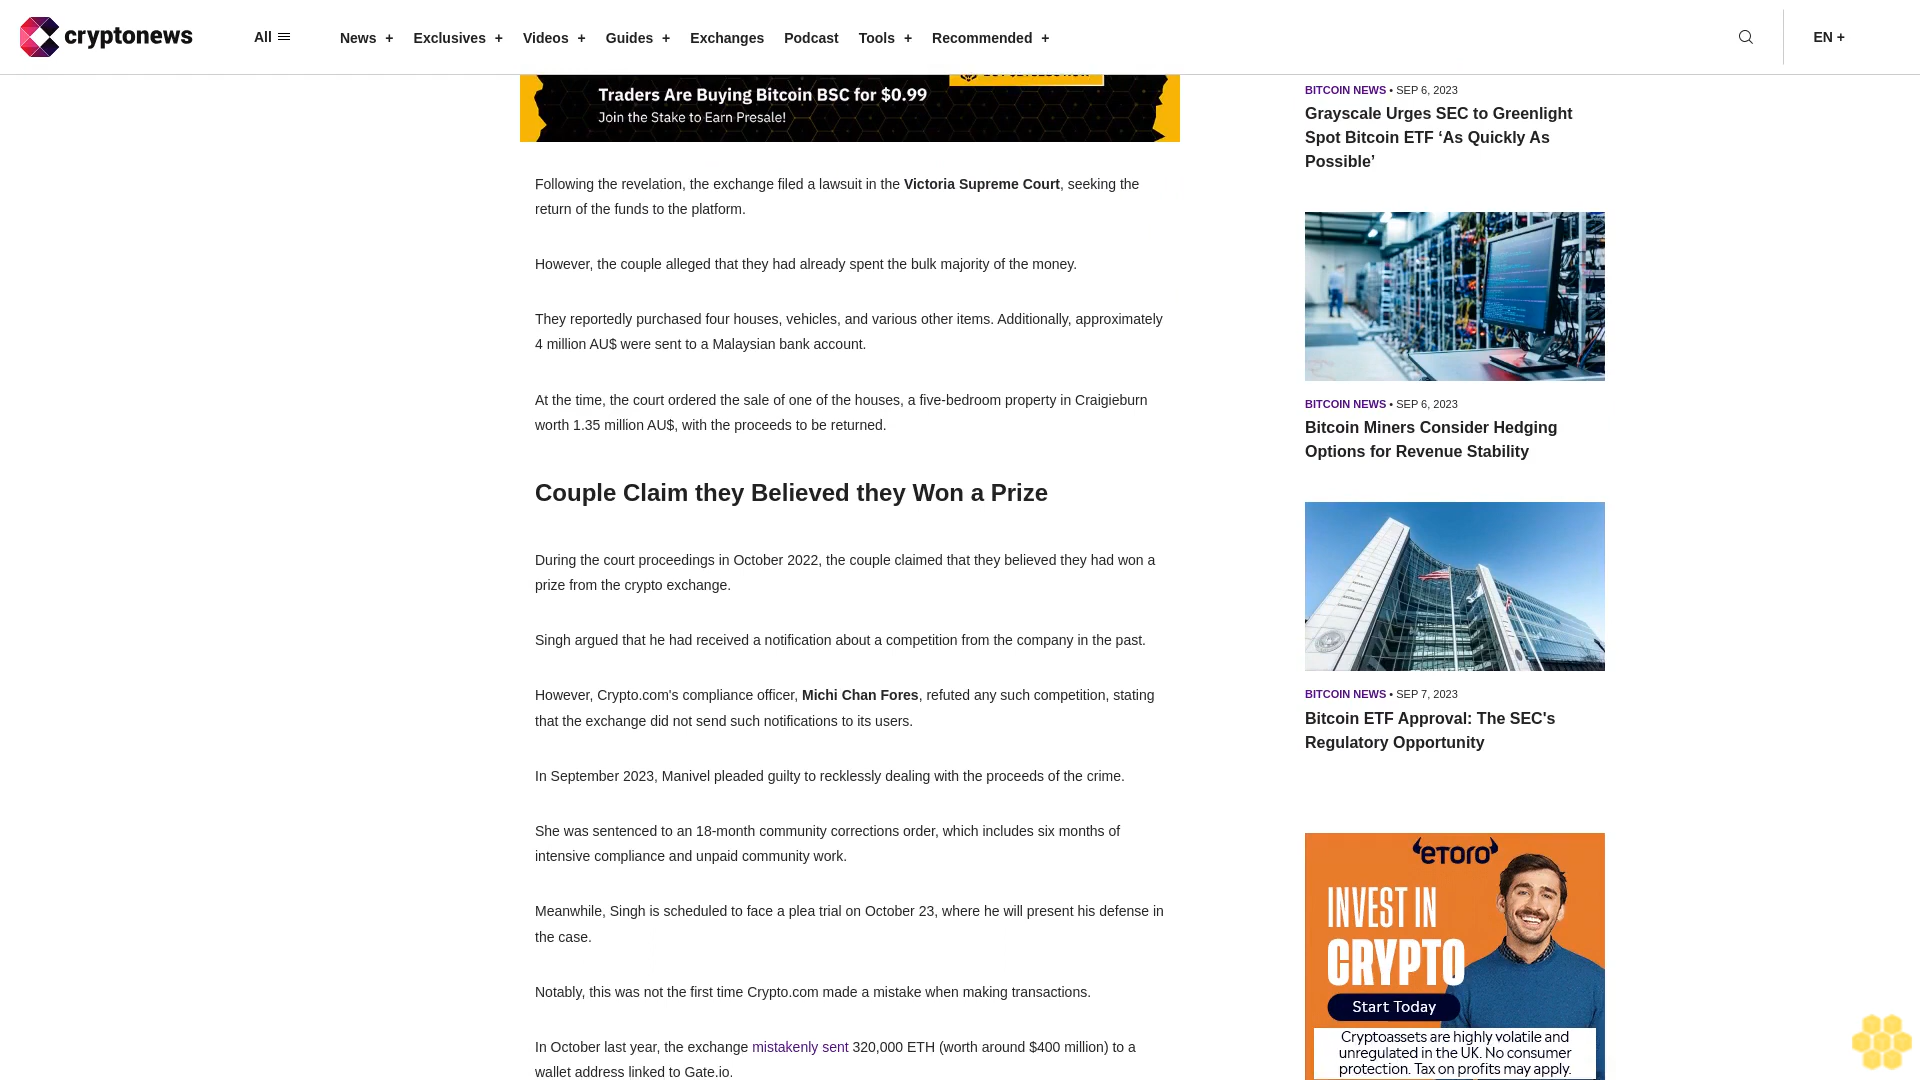 cryptonews
All
News +
Exclusives +
Videos +
Guides +
Exchanges
Podcast
Tools +
Recommended +
EN +
Traders Are Buying Bitcoin BSC for $0.99
Join the Stake to Earn Presale!
Following the revelation, the exchange filed a lawsuit in the Victoria Supreme Court, seeking the
return of the funds to the platform.
However, the couple alleged that they had already spent the bulk majority of the money.
They reportedly purchased four houses, vehicles, and various other items. Additionally, approximately
4 million AU$ were sent to a Malaysian bank account.
At the time, the court ordered the sale of one of the houses, a five-bedroom property in Craigieburn
worth 1.35 million AU$, with the proceeds to be returned.
Couple Claim they Believed they Won a Prize
During the court proceedings in October 2022, the couple claimed that they believed they had won a
prize from the crypto exchange.
Singh argued that he had received a notification about a competition from the company in the past.
However, Crypto.com's compliance officer, Michi Chan Fores, refuted any such competition, stating
that the exchange did not send such notifications to its users.
In September 2023, Manivel pleaded guilty to recklessly dealing with the proceeds of the crime.
She was sentenced to an 18-month community corrections order, which includes six months of
intensive compliance and unpaid community work.
Meanwhile, Singh is scheduled to face a plea trial on October 23, where he will present his defense in
the case.
Notably, this was not the first time Crypto.com made a mistake when making transactions.
In October last year, the exchange mistakenly sent 320,000 ETH (worth around $400 million) to a
wallet address linked to Gate.io.
BITCOIN NEWS • SEP 6, 2023
Grayscale Urges SEC to Greenlight
Spot Bitcoin ETF ‘As Quickly As
Possible’
BITCOIN NEWS • SEP 6, 2023
Bitcoin Miners Consider Hedging
Options for Revenue Stability
BITCOIN NEWS • SEP 7, 2023
Bitcoin ETF Approval: The SEC's
Regulatory Opportunity
eToro
INVEST IN
CRYPTO
Start Today
Cryptoassets are highly volatile and
unregulated in the UK. No consumer
protection. Tax on profits may apply.